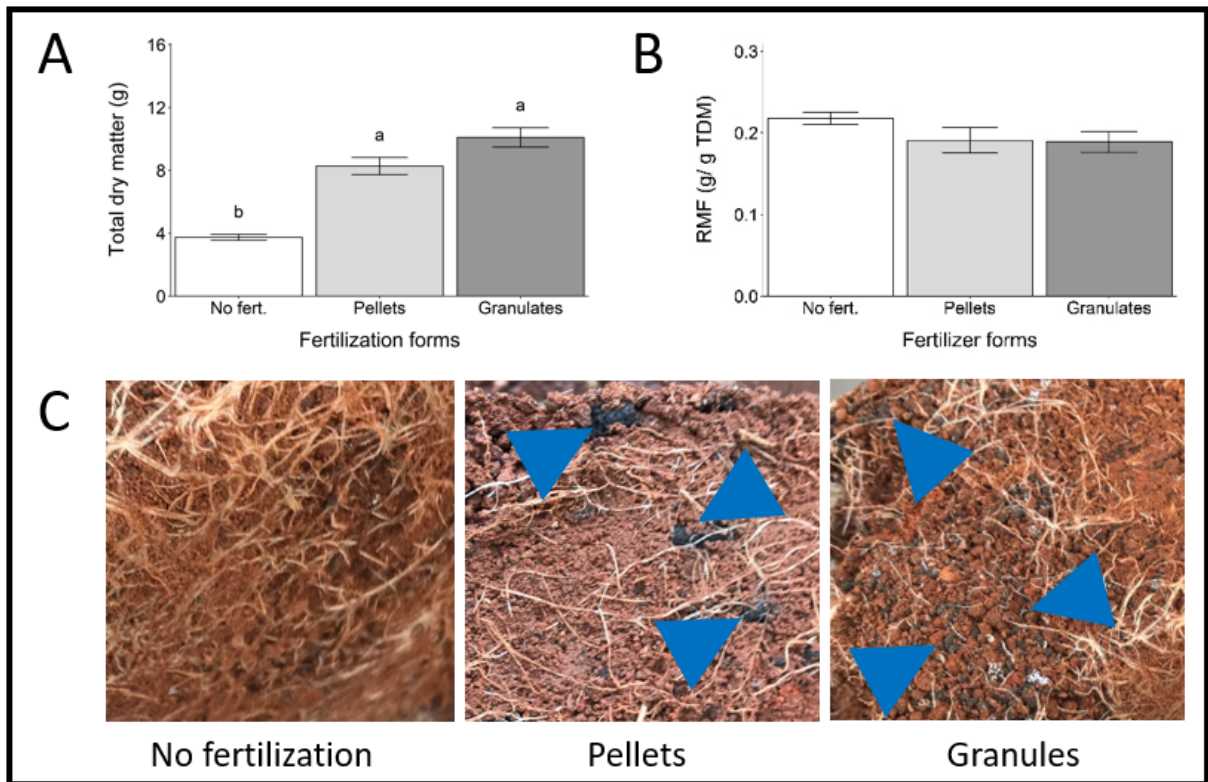 A
Total dry matter (g)
16
12
8
4
0
b
a
a
No fert.
Pellets
Granulates
Fertilization forms
B
RMF (g/ g TDM)
0.3
0.2
0.1
0.0
No fert.
Pellets
Granulates
Fertilizer forms
C
No fertilization
Pellets
Granules